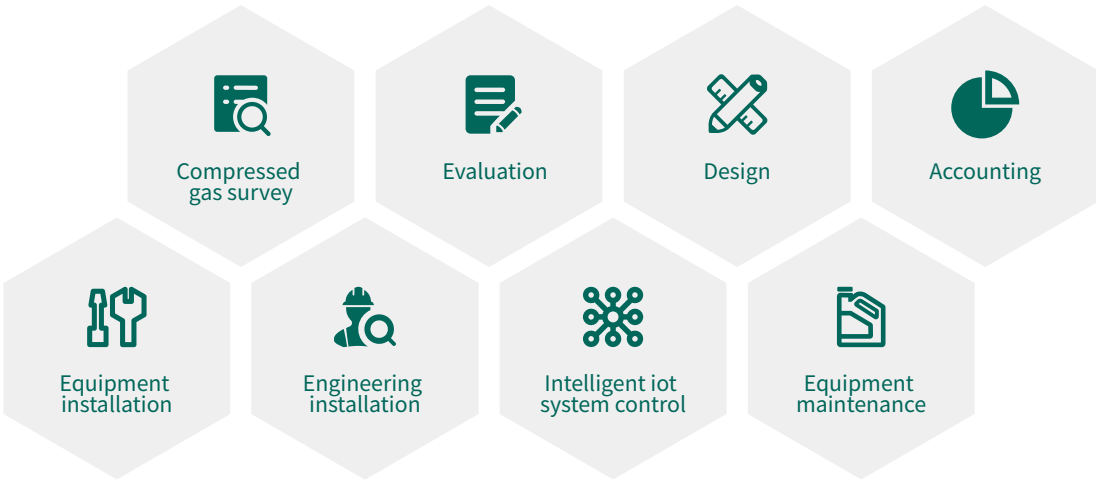 Compressed
gas survey
Evaluation
Design
Accounting
Equipment
installation
Engineering
installation
Intelligent iot
system control
Equipment
maintenance